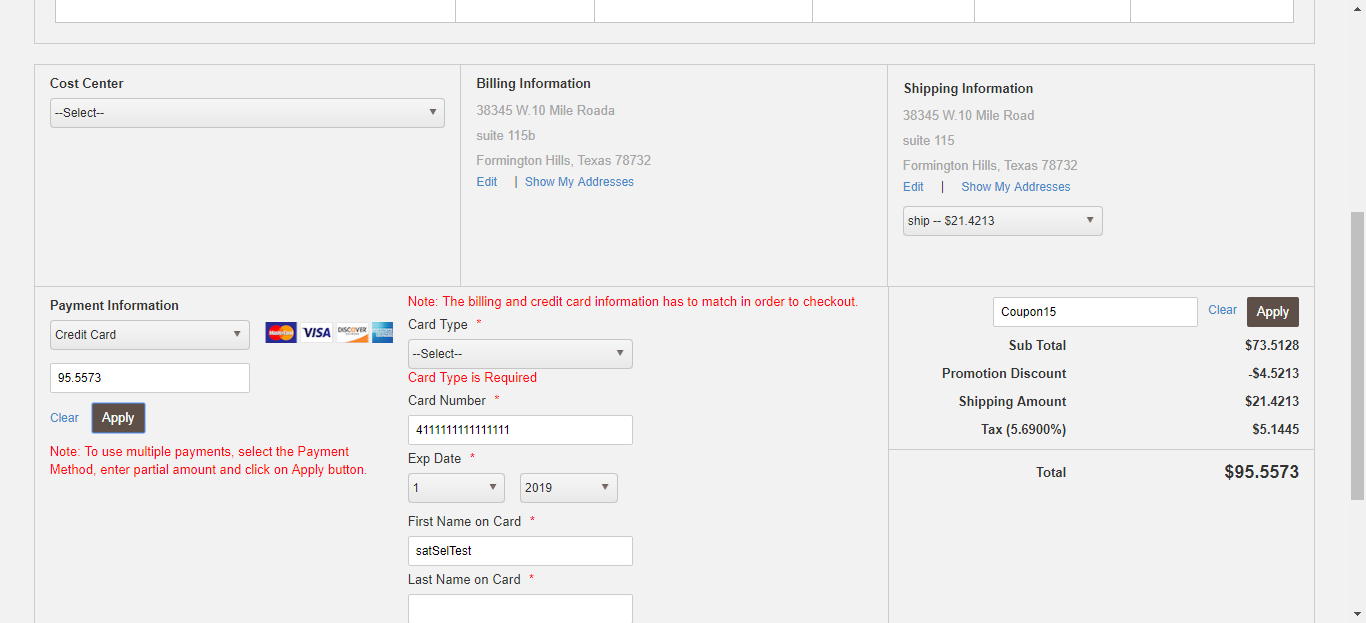 Cost Center
--Select--
Billing Information
38345 W.10 Mile Roada
suite 115b
Formington Hills, Texas 78732
Edit | Show My Addresses
Shipping Information
38345 W.10 Mile Road
suite 115
Formington Hills, Texas 78732
Edit | Show My Addresses
ship -- $21.4213
Payment Information
Credit Card
MasterCard VISA DISCOVER
95.5573
Clear Apply
Note: To use multiple payments, select the Payment
Method, enter partial amount and click on Apply button.
Note: The billing and credit card information has to match in order to checkout.
Card Type *
--Select--
Card Type is Required
Card Number *
4111111111111111
Exp Date *
1 2019
First Name on Card *
satSelTest
Last Name on Card *
Coupon15 Clear Apply
Sub Total $73.5128
Promotion Discount -$4.5213
Shipping Amount $21.4213
Tax (5.6900%) $5.1445
Total $95.5573